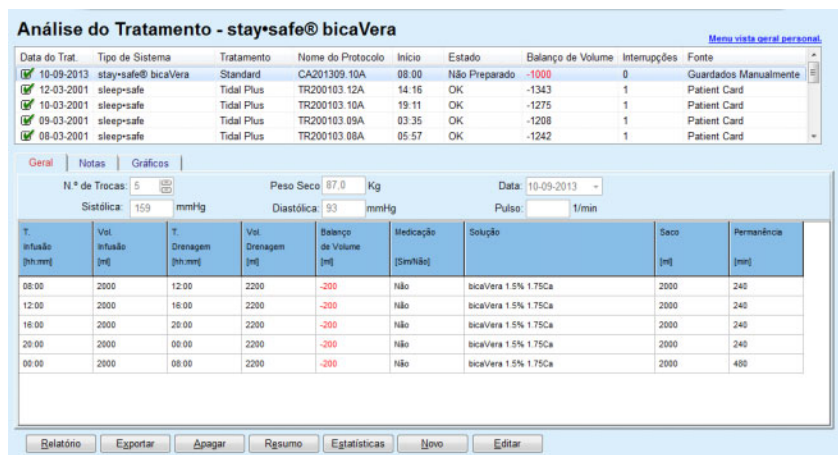 Análise do Tratamento - stay•safe® bicaVera
Menu vista geral personal.
Data do Trat. Tipo de Sistema Tratamento Nome do Protocolo Início Estado Balanço de Volume Interrupções Fonte
10-09-2013 stay•safe® bicaVera Standard CA201309.10A 08:00 Não Preparado -1000 0 Guardados Manualmente
12-03-2001 sleep•safe Tidal Plus TR200103.12A 14:16 OK -1343 1 Patient Card
10-03-2001 sleep•safe Tidal Plus TR200103.10A 19:11 OK -1275 1 Patient Card
09-03-2001 sleep•safe Tidal Plus TR200103.09A 03:35 OK -1208 1 Patient Card
08-03-2001 sleep•safe Tidal Plus TR200103.08A 05:57 OK -1242 1 Patient Card
Geral Notas Gráficos
N.º de Trocas: 5 Peso Seco 87,0 Kg Data: 10-09-2013
Sistólica: 159 mmHg Diastólica: 93 mmHg Pulso: 1/min
T. Vol. T. Vol. Balanço Medicação Solução Saco Permanência
Infusão Infusão Drenagem Drenagem de Volume
[hh:mm] [ml] [hh:mm] [ml] [ml] [Sim/Não] [ml] [min]
08:00 2000 12:00 2200 -200 Não bicaVera 1.5% 1.75Ca 2000 240
12:00 2000 16:00 2200 -200 Não bicaVera 1.5% 1.75Ca 2000 240
16:00 2000 20:00 2200 -200 Não bicaVera 1.5% 1.75Ca 2000 240
20:00 2000 00:00 2200 -200 Não bicaVera 1.5% 1.75Ca 2000 240
00:00 2000 08:00 2200 -200 Não bicaVera 1.5% 1.75Ca 2000 480
Relatório Exportar Apagar Resumo Estatísticas Novo Editar